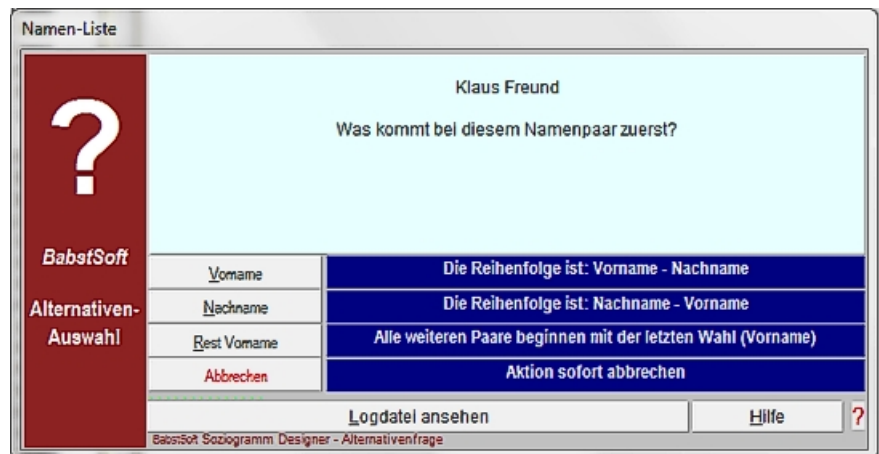 Namen-Liste
Klaus Freund
Was kommt bei diesem Namenpaar zuerst?
?
BabstSoft
Alternativen-
Auswahl
Vorname
Die Reihenfolge ist: Vorname - Nachname
Nachname
Die Reihenfolge ist: Nachname - Vorname
Rest Vorname
Alle weiteren Paare beginnen mit der letzten Wahl (Vorname)
Abbrechen
Aktion sofort abbrechen
Logdatei ansehen
Hilfe
?
BabstSoft Soziogramm Designer - Alternativenfrage